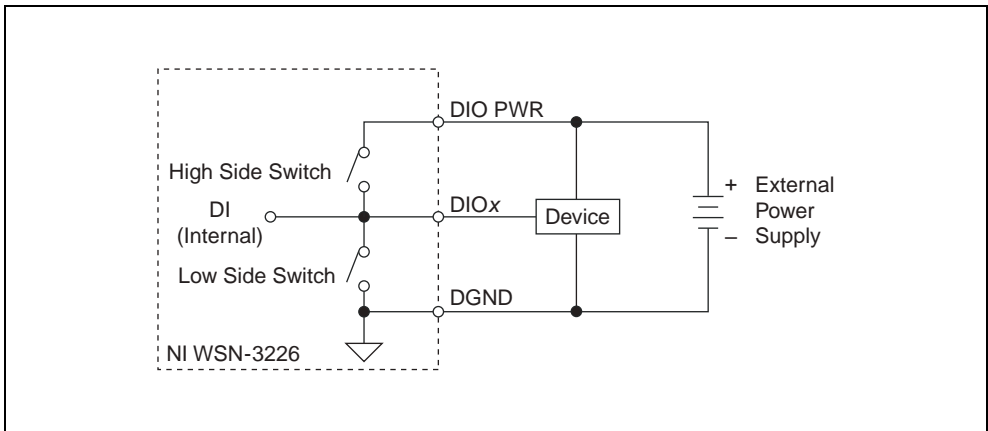 DIO PWR
High Side Switch
DI
(Internal)
DIOx
Device
+ External
Power
– Supply
Low Side Switch
DGND
NI WSN-3226